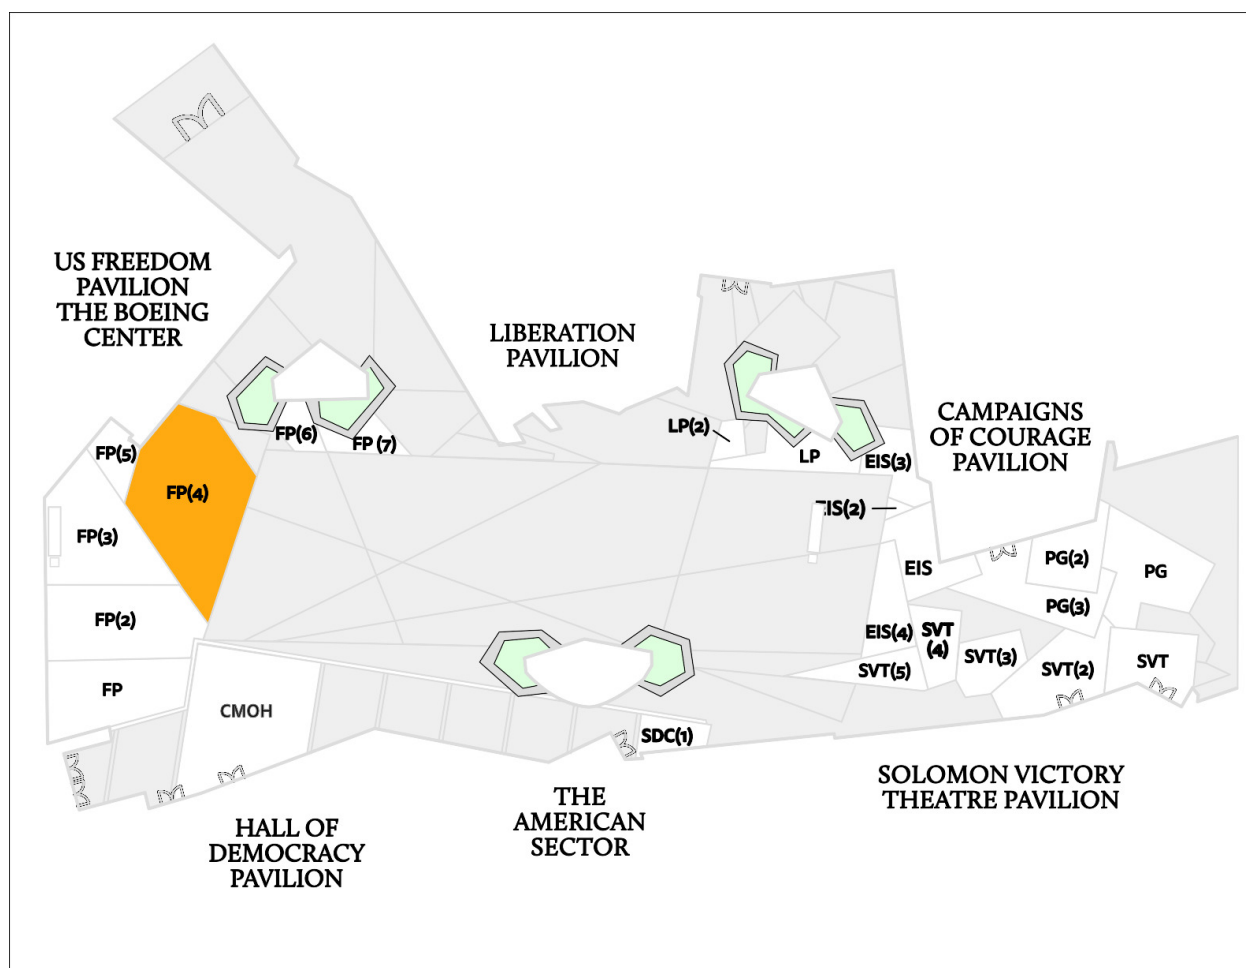 US FREEDOM
PAVILION
THE BOEING
CENTER
LIBERATION
PAVILION
CAMPAIGNS
OF COURAGE
PAVILION
FP(6)
FP (7)
LP(2)
LP
EIS(3)
FP(5)
FP(4)
EIS(2)
FP(3)
EIS
PG(2)
PG
PG(3)
FP(2)
EIS(4)
SVT
(4)
SVT(3)
SVT(5)
SVT(2)
SVT
FP
CMOH
SDC(1)
SOLOMON VICTORY
THEATRE PAVILION
THE
AMERICAN
SECTOR
HALL OF
DEMOCRACY
PAVILION